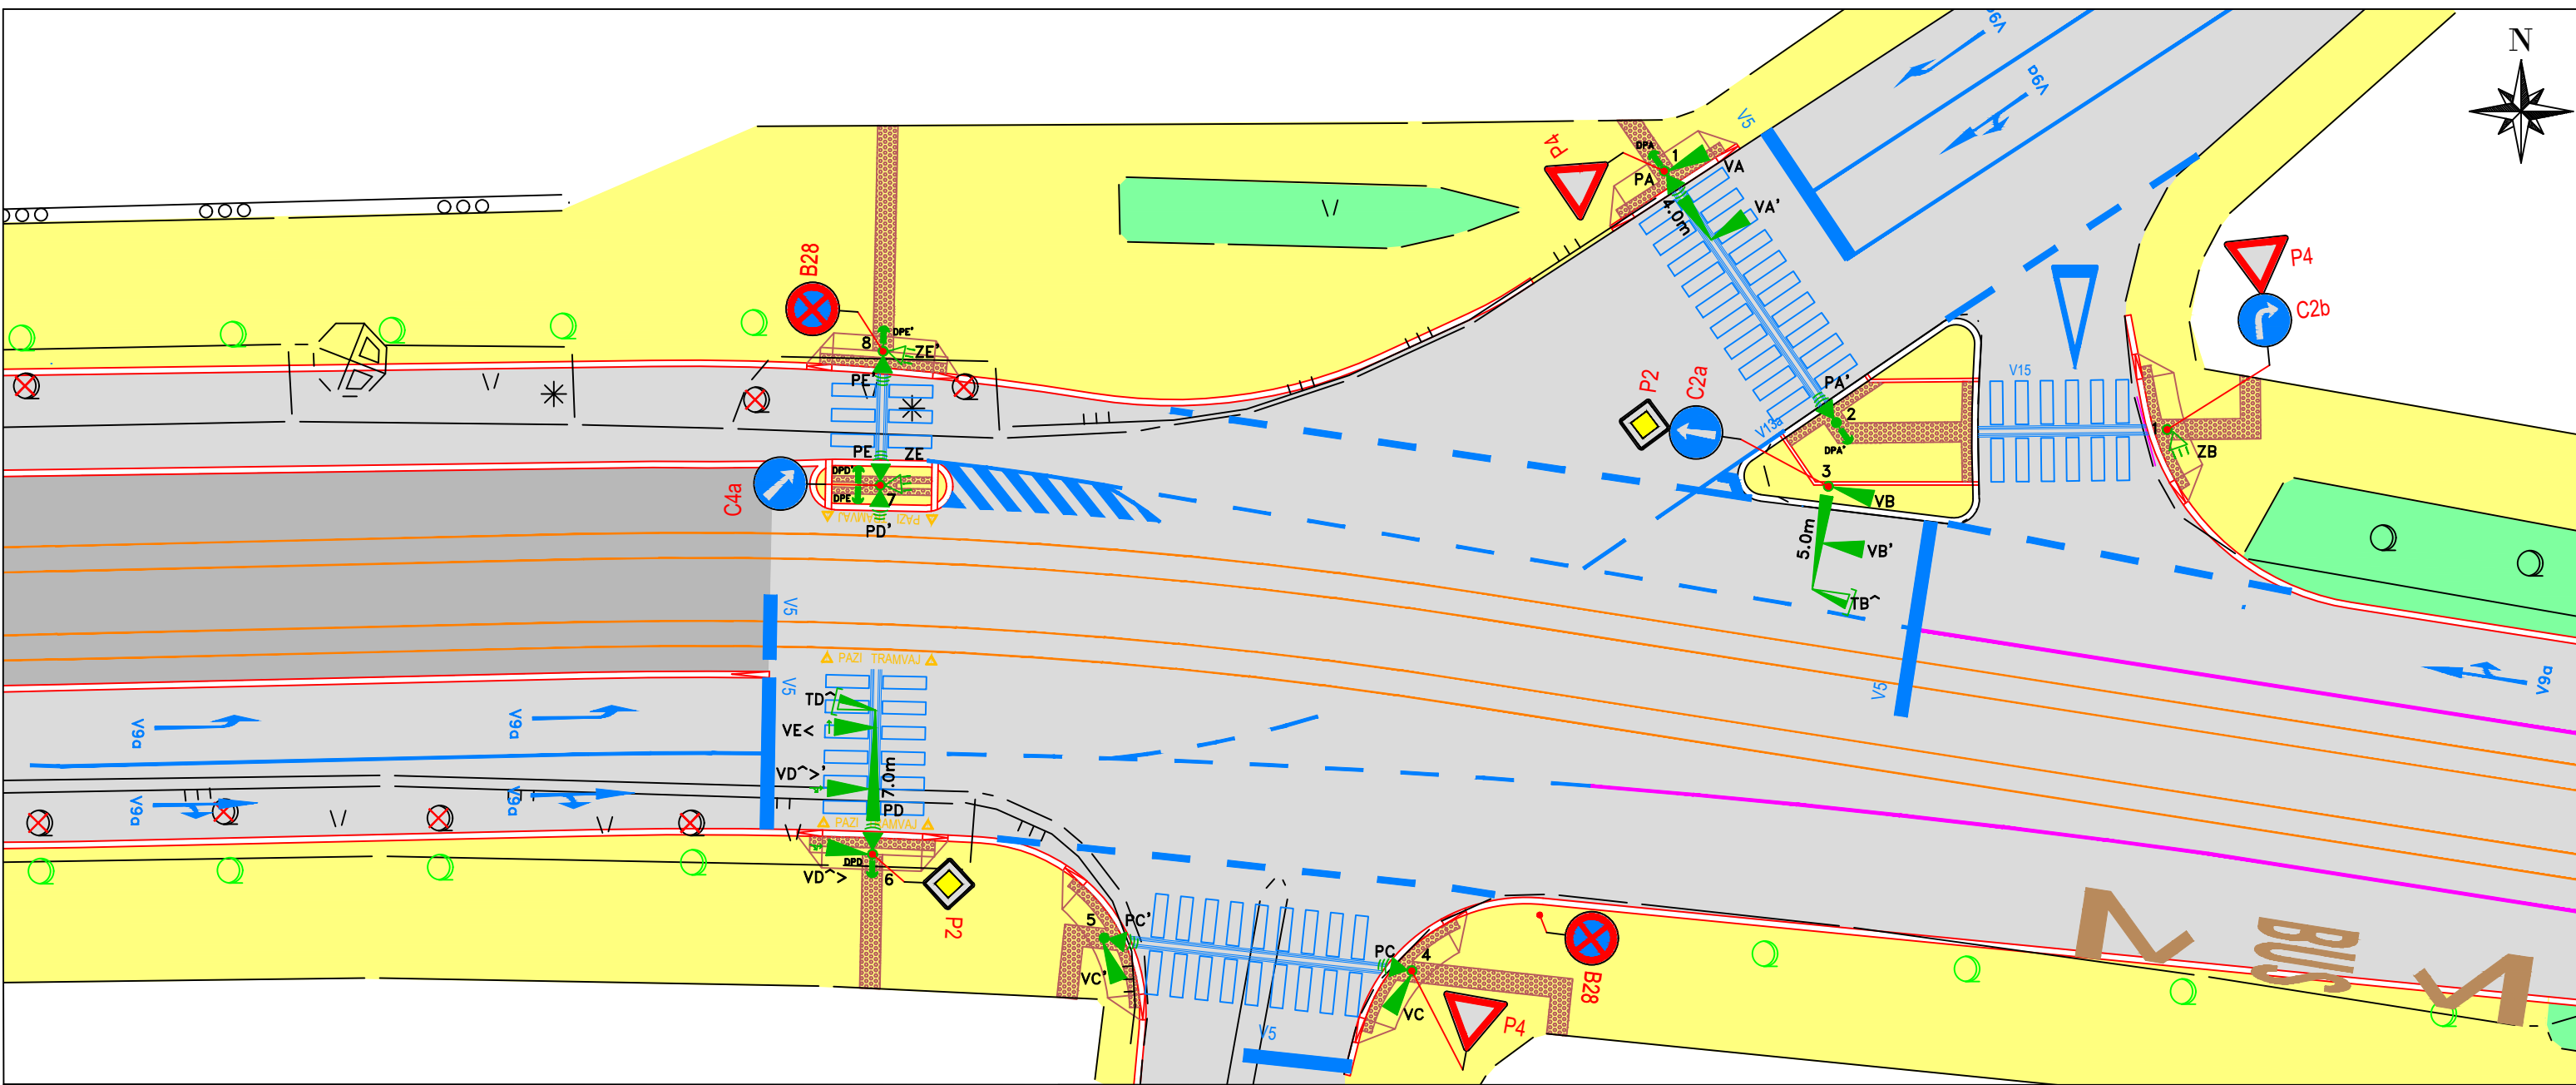 V9a
V9a
N
V5
P4
DPA
1
VA
PA
4.0m
VA'
P4
C2b
B28
DPE'
8
ZE'
PE'
V15
P2
C2a
PA'
2
V13a
DPA'
1
ZB
PE
ZE
DPD'
DPE
7
C4a
PAZI TRAMVAJ
PD'
3
VB
5.0m
VB'
TB^
V5
V5
PAZI TRAMVAJ
V5
V9a
TD^
VE<
V9a
V9a
VD^>'
7.0m
PD
V9a
V9a
PAZI TRAMVAJ
DPD
VD^>
6
P2
5
PC'
VC'
PC
4
VC
P4
B28
V5
BUS